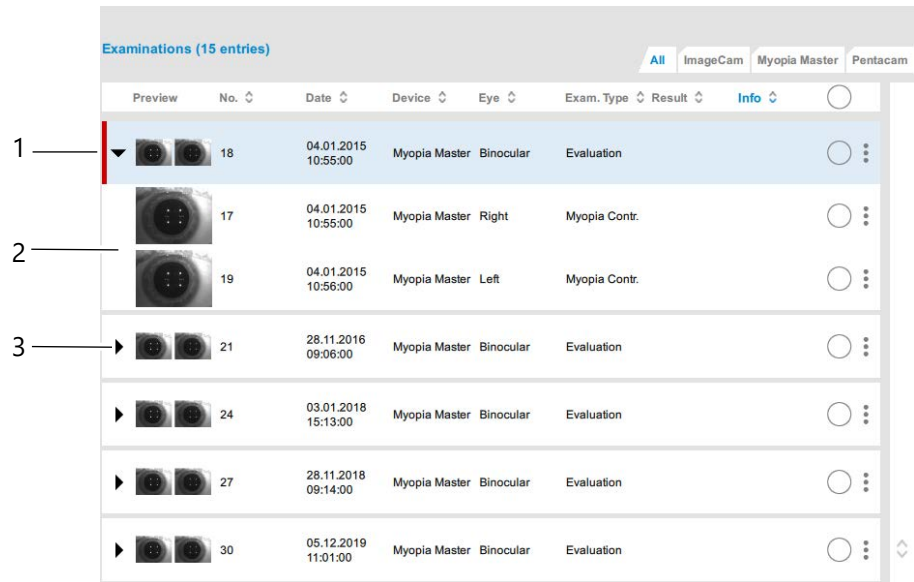 Examinations (15 entries)
All ImageCam Myopia Master Pentacam
Preview No. Date Device Eye Exam. Type Result Info
1
18 04.01.2015 10:55:00 Myopia Master Binocular Evaluation
17 04.01.2015 10:55:00 Myopia Master Right Myopia Contr.
2
19 04.01.2015 10:56:00 Myopia Master Left Myopia Contr.
3
21 28.11.2016 09:06:00 Myopia Master Binocular Evaluation
24 03.01.2018 15:13:00 Myopia Master Binocular Evaluation
27 28.11.2018 09:14:00 Myopia Master Binocular Evaluation
30 05.12.2019 11:01:00 Myopia Master Binocular Evaluation